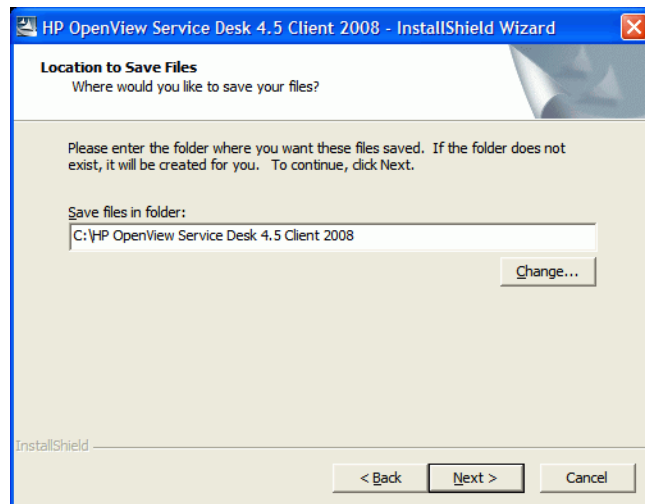 HP OpenView Service Desk 4.5 Client 2008 - InstallShield Wizard
Location to Save Files
Where would you like to save your files?
Please enter the folder where you want these files saved.  If the folder does not
exist, it will be created for you.   To continue, click Next.
Save files in folder:
C:\HP OpenView Service Desk 4.5 Client 2008
Change...
InstallShield
< Back
Next >
Cancel